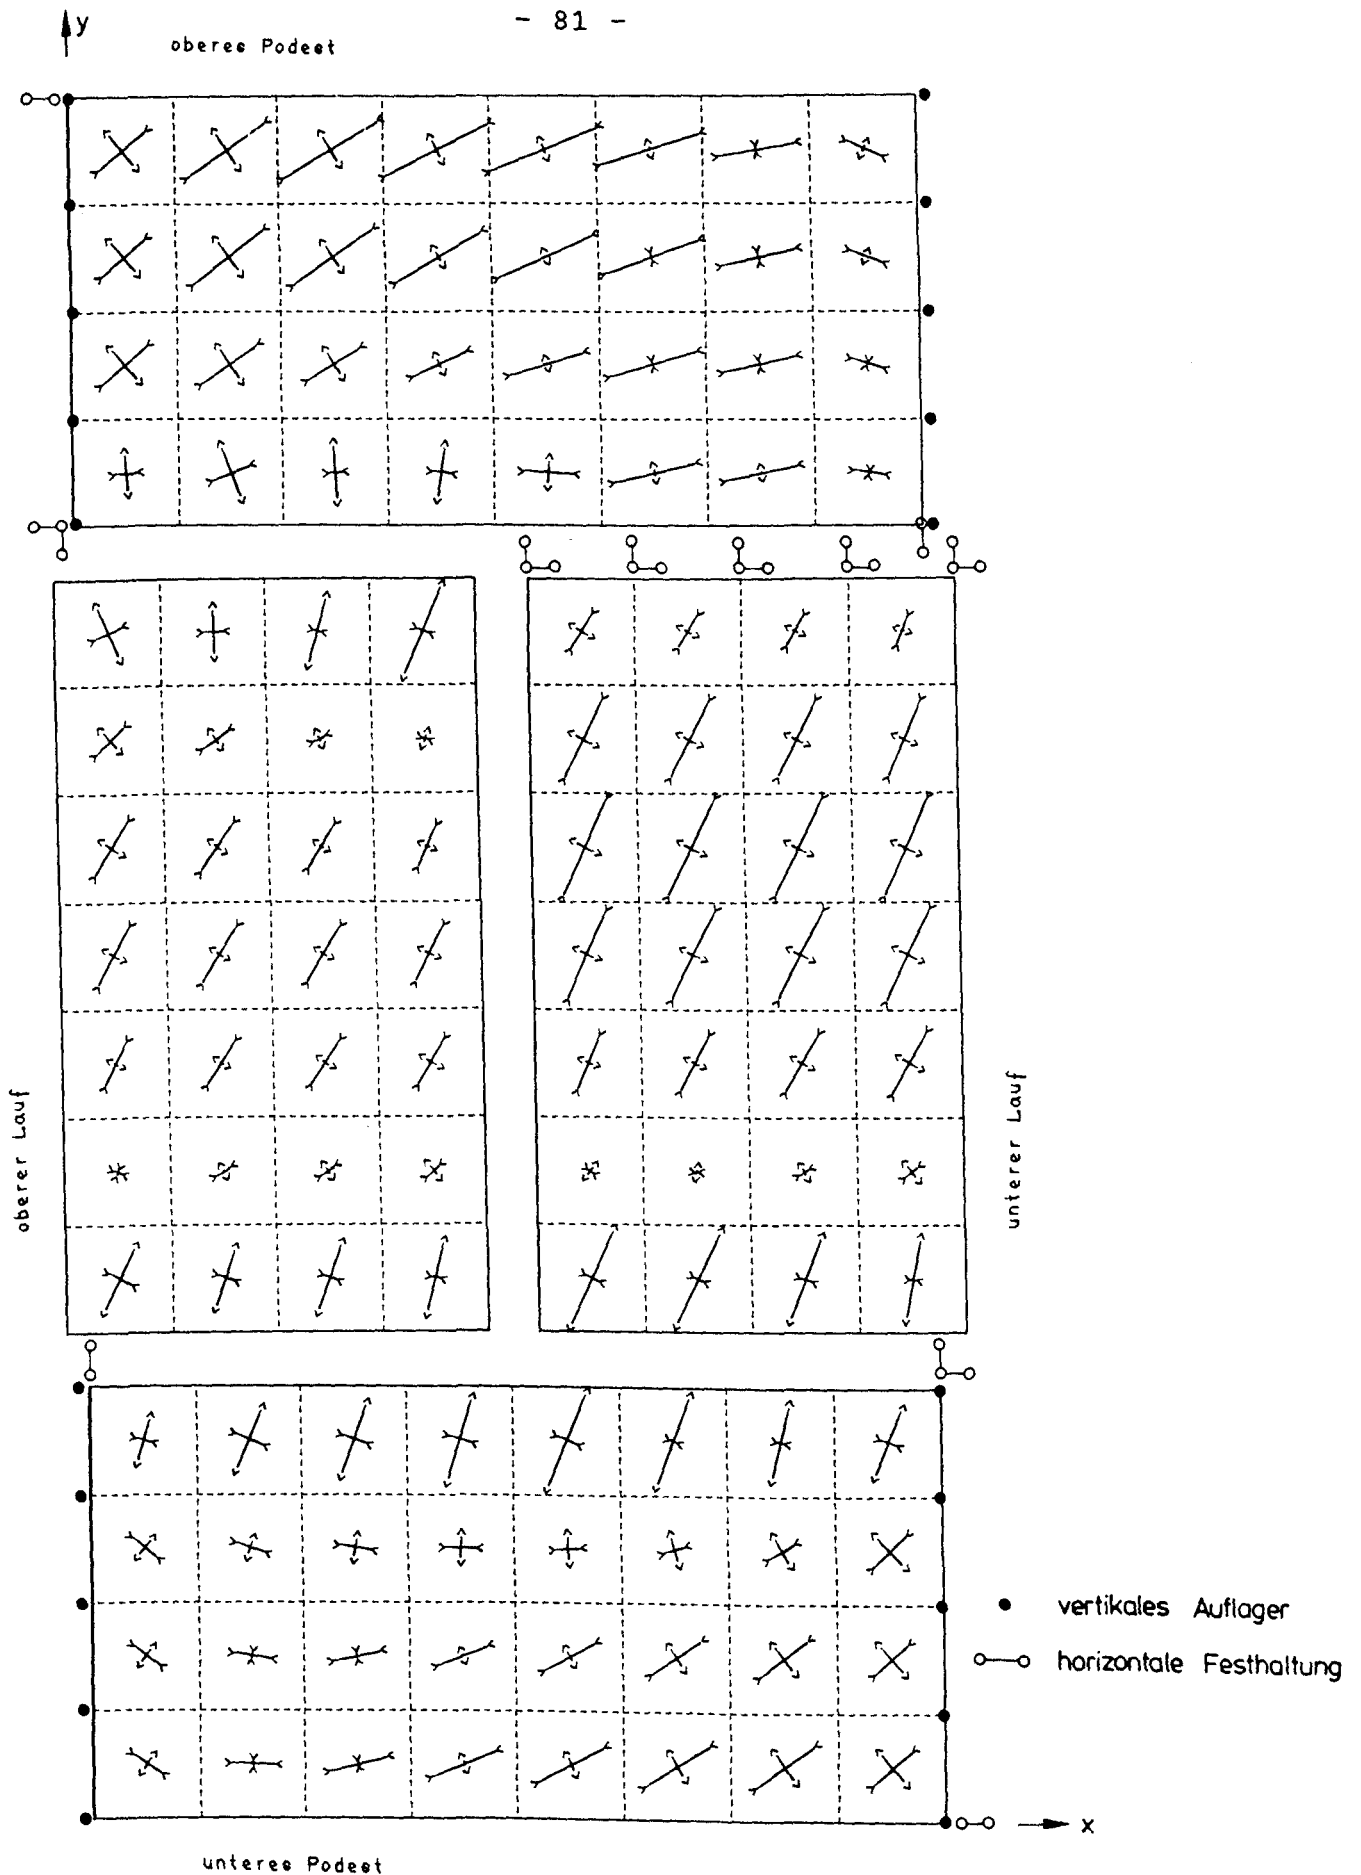 - 81 -
y
oberes Podest
oberer Lauf
unterer Lauf
vertikales Auflager
horizontale Festhaltung
x
unteres Podest